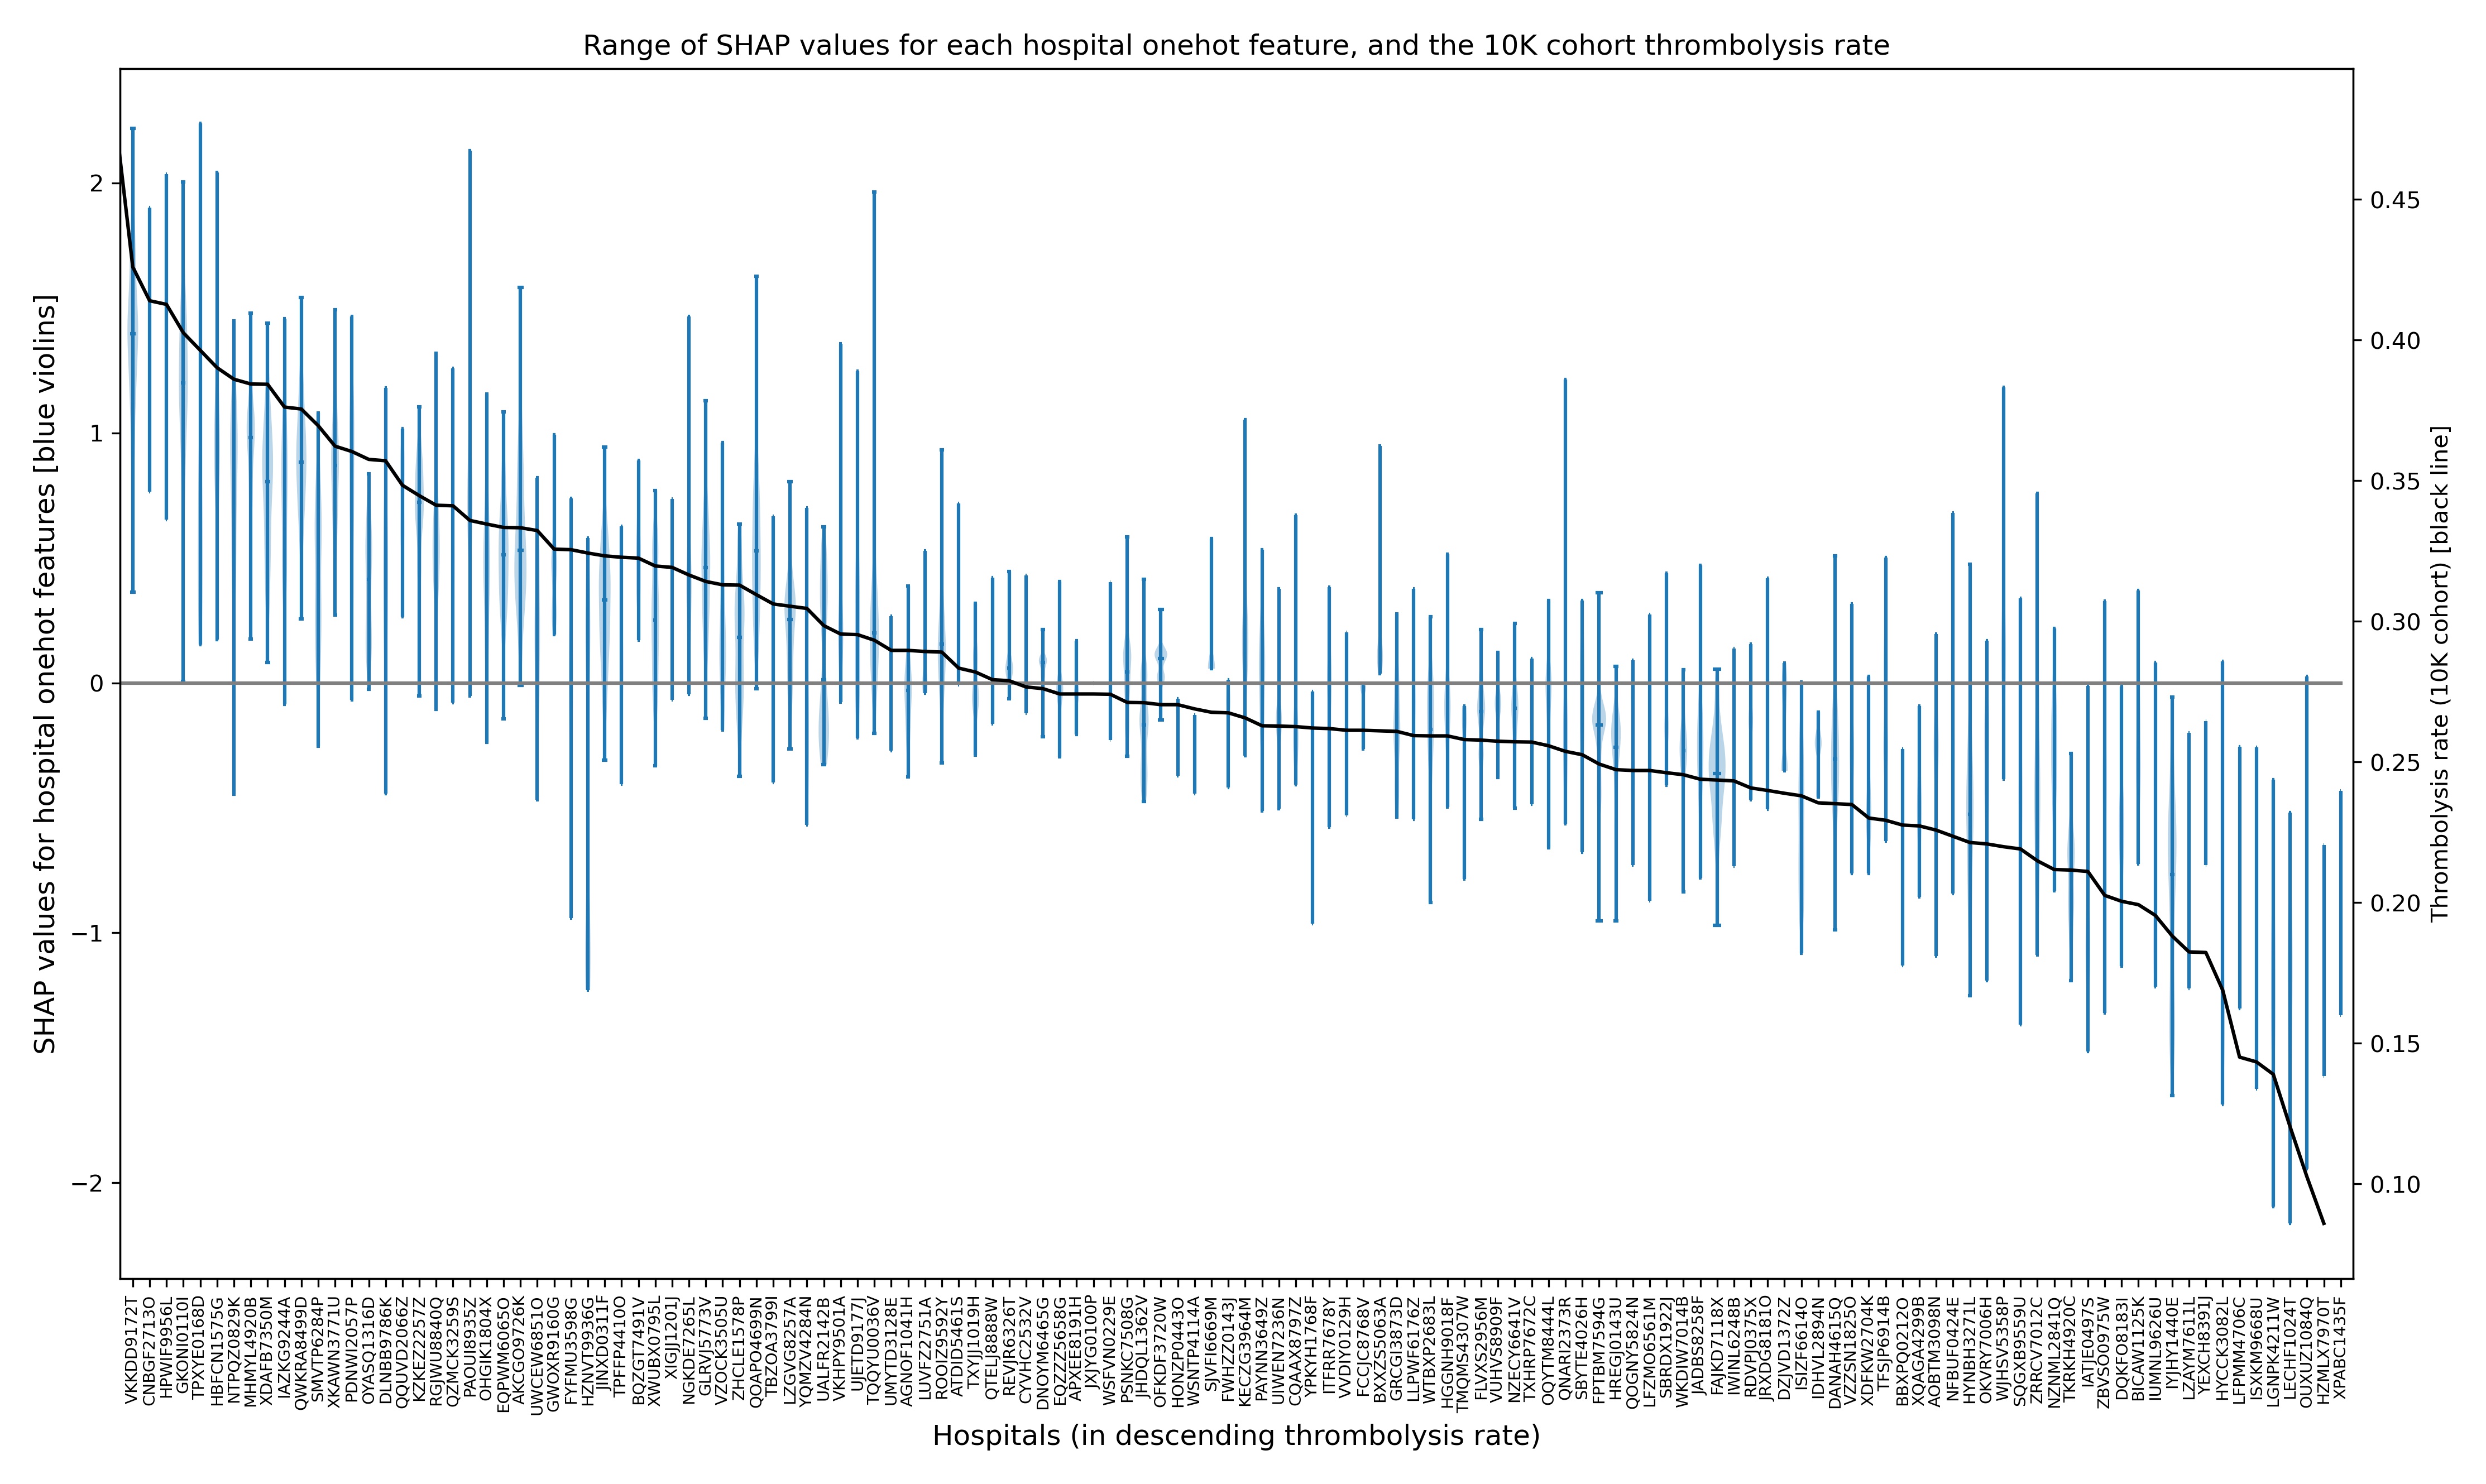 Range of SHAP values for each hospital onehot feature, and the 10K cohort thrombolysis rate
SHAP values for hospital onehot features [blue violins]
2
1
0
−1
−2
0.45
0.40
0.35
0.30
0.25
0.20
0.15
0.10
Thrombolysis rate (10K cohort) [black line]
VKKDD9172T
CNBGF2713O
HPWIF9956L
GKONI0110I
TPXYE0168D
HBFCN1575G
NTPQZ0829K
MHMYL4920B
XDAFB7350M
IAZKG9244A
QWKRA8849D
SMVTP6284P
XKAWN3771U
PDNWI2057P
OYASQ1316D
DLNBB9786K
QQUVD2066Z
KZKEZ2257Z
RGJWU8840Q
QZMCK3259S
PAOUI8935Z
OHGIK1804X
EQPWM6065O
AKCGO9726K
UWCEW6851O
GWOXR9160G
FYFMU3598G
HZNVT9936G
JINXD0311F
TPFFP4410O
BQZGT7491V
XWUBX0795L
XIGJJ1201J
NGKDE7265L
GLRVJ5773V
VZOCK3505U
ZHCLE1578P
QOAPO4699N
TBZOA3799I
LZGVG8257A
YQMZV4284N
UALFR2142B
VKHPY9501A
UJETD9177J
TQQYU0036V
UMYTD3128E
AGNOF1041H
LUVFZ2751A
ROOIZ9592Y
ATDID5461S
TXYJJ1019H
QTELJ8888W
REVJR6326T
CYVHC2532V
DNOYM6465G
EQZZZ5658G
APXEE8191H
JXJYG0100P
WSFVN0229E
PSNKC7508G
JHDQL1362V
OFKDF3720W
HONZP0443O
WSNTP4114A
SJVFI6669M
FWHZZ0143J
KECZG3964M
PAYNN3649Z
UIWEN7236N
CQAAX8797Z
YPKYH1768F
ITFRR7678Y
VVDIY0129H
FCCJC8768V
BXXZS5063A
GRCGI3873D
LLPWF6176Z
WTBXP2683L
HGGNH9018F
TMQMS4307W
FLVXS2956M
VUHVS8909F
NZECY6641V
TXHRP7672C
OQYTM8444L
QNARI2373R
SBYTE4026H
FPTBM7594G
HREGJ0143U
QOGNY5824N
LFZMO6561M
SBRDX1922J
WKDIW7014B
JADBS8258F
FAJKD7118X
IWINL6248B
RDVPJ0375X
JRXDG8181O
DZJVD1372Z
ISIZF6614O
IDHVL2894N
DANAH4615Q
VZZSN1825O
XDFKW2704K
TFSJP6914B
BBXPQ0212O
XQAGA4299B
AOBTM3098N
NFBUF0424E
HYNBH3271L
OKVRY7006H
WJHSV5358P
SQGXB9559U
ZRRCV7012C
NZNML2841Q
TKRKH4920C
IATJE0497S
ZBVSO0975W
DQKFO8183I
BICAW1125K
IUMNL9626U
IYJHY1440E
LZAYM7611L
YEXCH8391J
HYCCK3082L
LFPMM4706C
ISXKM9668U
LGNPK4211W
LECHF1024T
OUXUZ1084Q
HZMLX7970T
XPABC1435F
Hospitals (in descending thrombolysis rate)